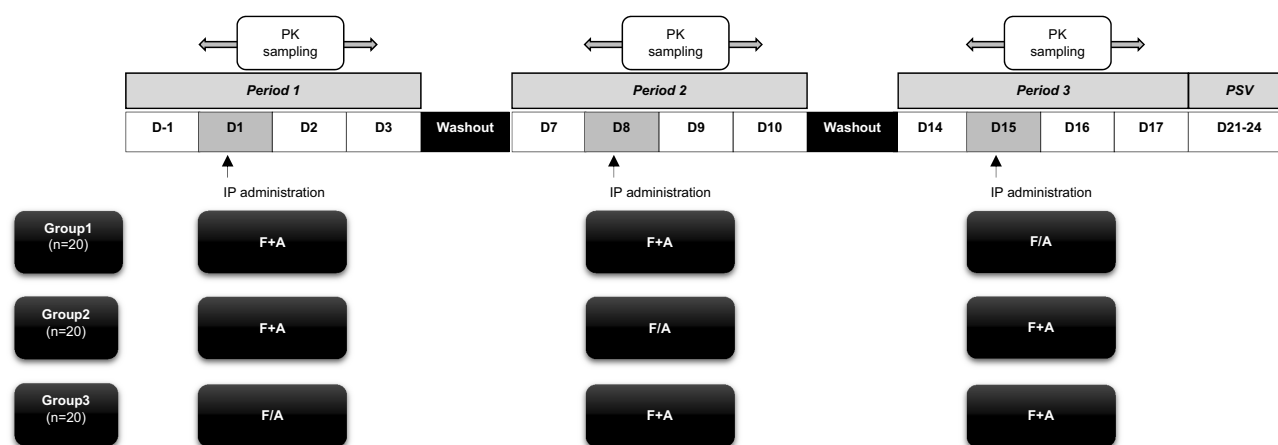 PK
sampling
PK
sampling
PK
sampling
Period 1
Period 2
Period 3
PSV
D-1 D1 D2 D3 Washout D7 D8 D9 D10 Washout D14 D15 D16 D17 D21-24
IP administration
IP administration
IP administration
Group1
(n=20)
F+A
F+A
F/A
Group2
(n=20)
F+A
F/A
F+A
Group3
(n=20)
F/A
F+A
F+A